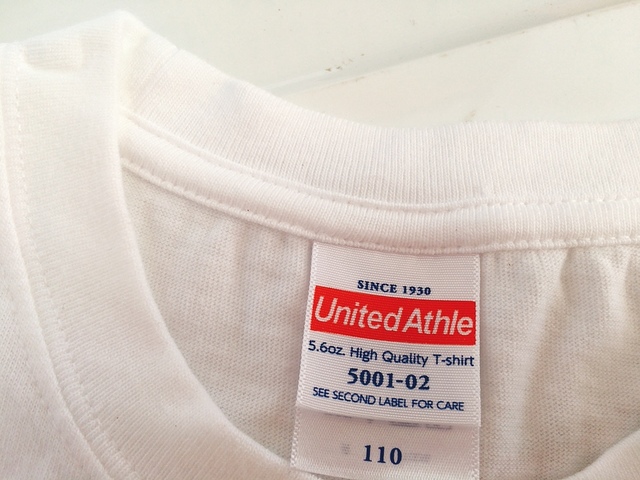 SINCE 1930
United Athle
5.6oz. High Quality T-shirt
5001-02
SEE SECOND LABEL FOR CARE
110